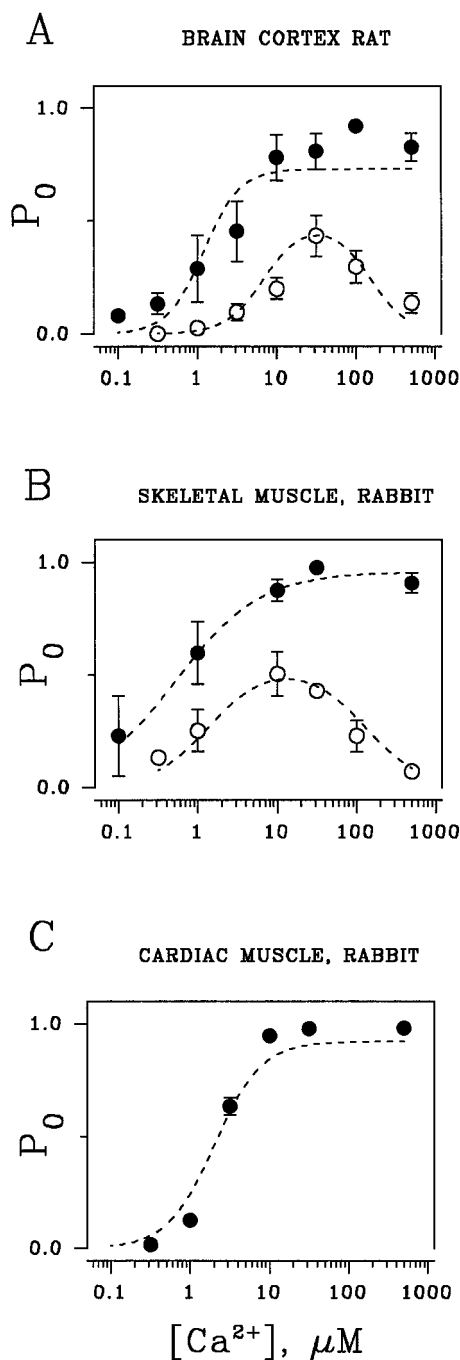 A
BRAIN CORTEX RAT
1.0
P0
0.0
0.1 1 10 100 1000
B
SKELETAL MUSCLE, RABBIT
1.0
P0
0.0
0.1 1 10 100 1000
C
CARDIAC MUSCLE, RABBIT
1.0
P0
0.0
0.1 1 10 100 1000
[Ca²⁺], μM